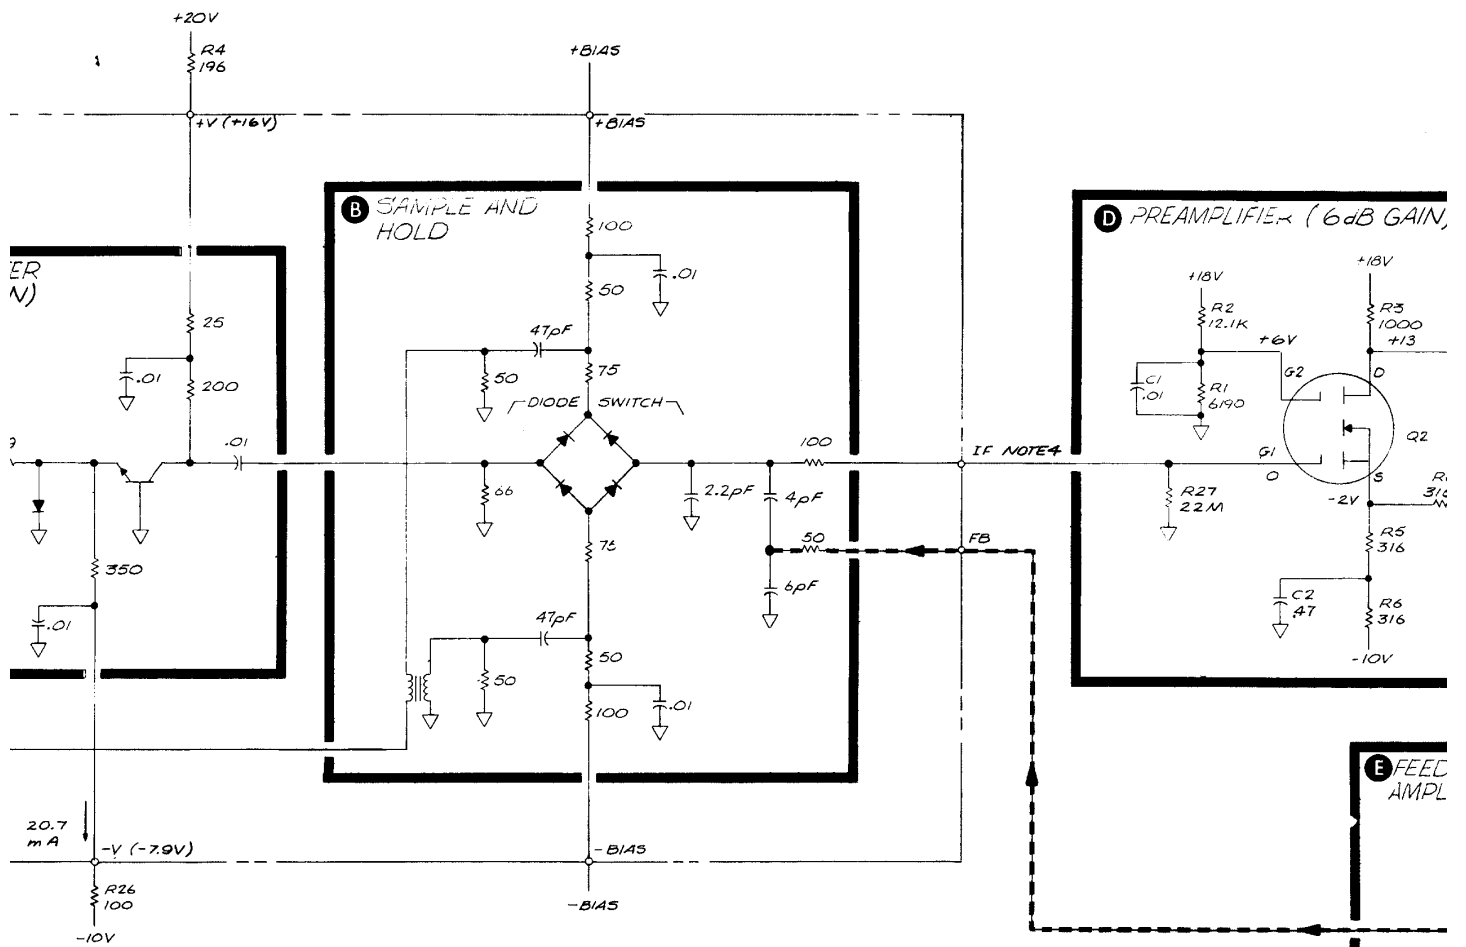 +20V
R4
196
+BIAS
+V (+16V)
+BIAS
B SAMPLE AND
HOLD
D PREAMPLIFIER (6dB GAIN)
ER
N)
100
.01
50
+18V
+18V
R2
12.1K
R3
1000
+6V
+13
25
47pF
.01
200
50
75
DIODE SWITCH
C1
.01
R1
6190
G2
D
Q2
.01
100
IF NOTE4
G1
O
S
66
2.2pF
4pF
R27
22M
-2V
316
75
50
FB
R5
316
350
6pF
C2
.47
R6
316
.01
47pF
50
50
-10V
100
.01
E FEED
AMPL
20.7
mA
-V (-7.9V)
-BIAS
R26
100
-BIAS
-10V